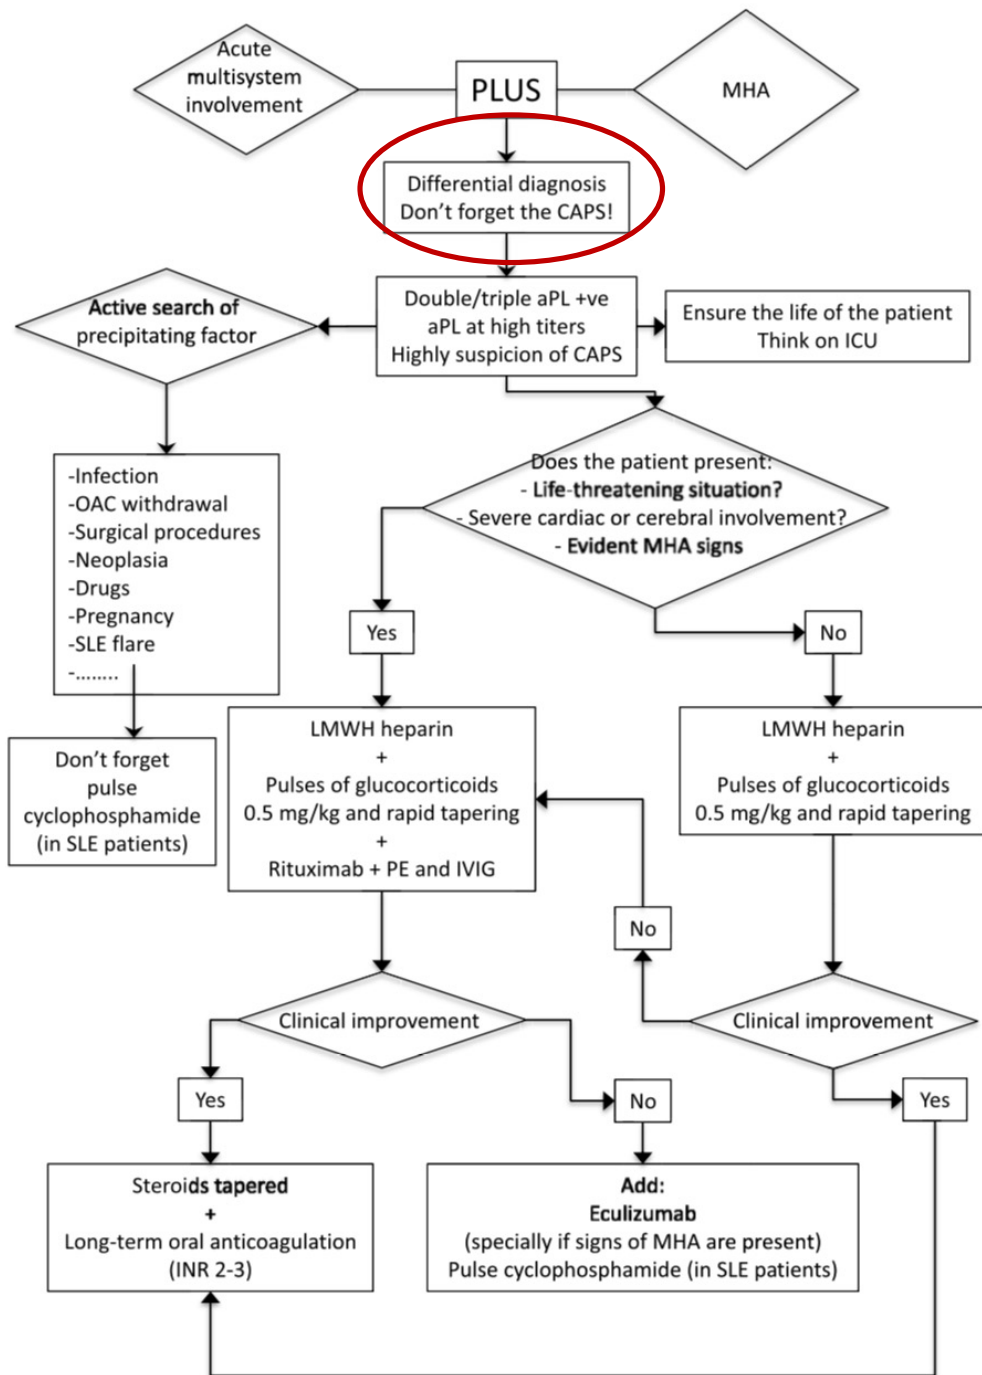 Acute
multisystem
involvement
PLUS
MHA
Differential diagnosis
Don't forget the CAPS!
Active search of
precipitating factor
Double/triple aPL +ve
aPL at high titers
Highly suspicion of CAPS
Ensure the life of the patient
Think on ICU
-Infection
-OAC withdrawal
-Surgical procedures
-Neoplasia
-Drugs
-Pregnancy
-SLE flare
-........
Does the patient present:
- Life-threatening situation?
- Severe cardiac or cerebral involvement?
- Evident MHA signs
Yes
No
Don't forget
pulse
cyclophosphamide
(in SLE patients)
LMWH heparin
+
Pulses of glucocorticoids
0.5 mg/kg and rapid tapering
+
Rituximab + PE and IVIG
LMWH heparin
+
Pulses of glucocorticoids
0.5 mg/kg and rapid tapering
No
Clinical improvement
Clinical improvement
Yes
No
Yes
Steroids tapered
+
Long-term oral anticoagulation
(INR 2-3)
Add:
Eculizumab
(specially if signs of MHA are present)
Pulse cyclophosphamide (in SLE patients)